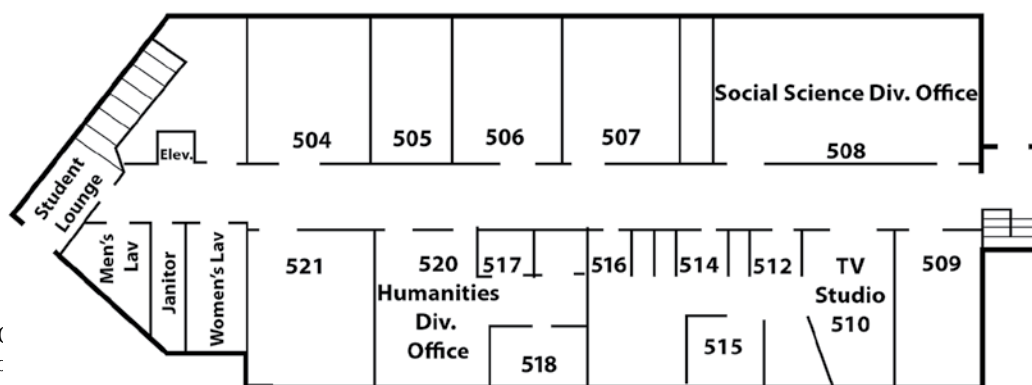 Social Science Div. Office
504
505
506
507
508
Elev.
Student
Lounge
Men's
Lav
Janitor
Women's Lav
521
520
Humanities
Div.
Office
517
518
516
514
515
512
TV
Studio
510
509